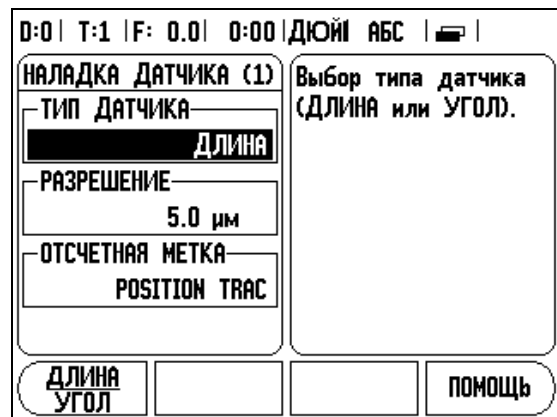 D:0 | T:1 | F: 0.0 | 0:00 | ДЮЙМ АБС
НАЛАДКА ДАТЧИКА (1)
ТИП ДАТЧИКА
ДЛИНА
РАЗРЕШЕНИЕ
5.0 µм
ОТСЧЕТНАЯ МЕТКА
POSITION TRAC
Выбор типа датчика
(ДЛИНА или УГОЛ).
ДЛИНА
УГОЛ
ПОМОЩЬ